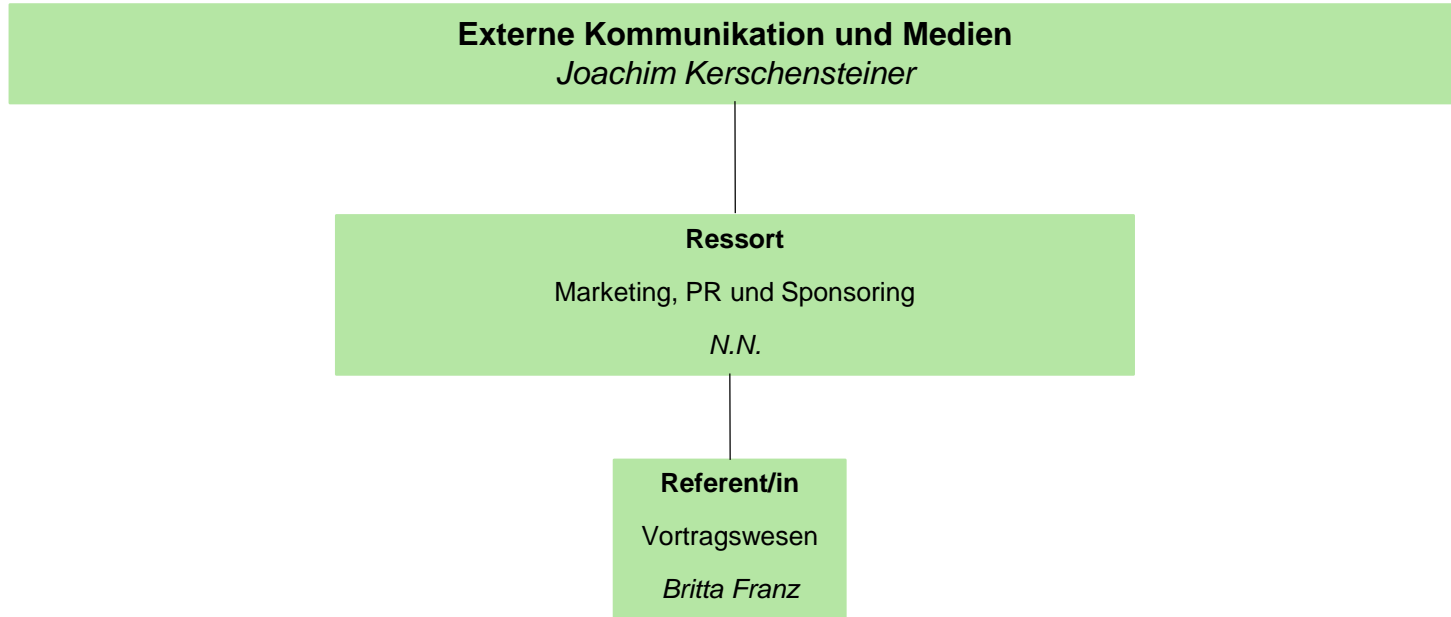 Externe Kommunikation und Medien
Joachim Kerschensteiner
Ressort
Marketing, PR und Sponsoring
N.N.
Referent/in
Vortragswesen
Britta Franz